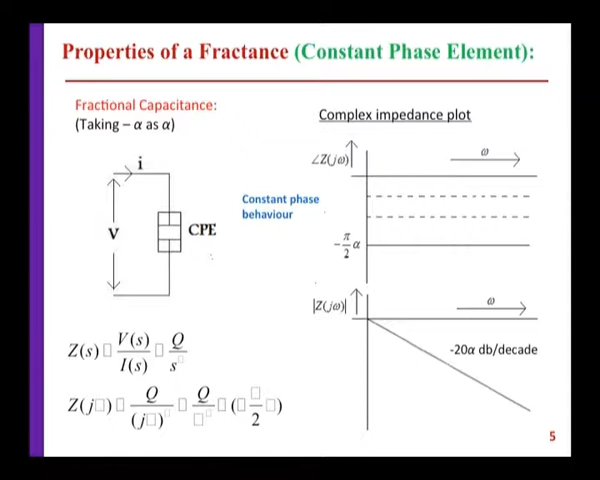 Properties of a Fractance (Constant Phase Element):
Fractional Capacitance:
(Taking – α as α)
i
V
CPE
Z(s)□ V(s)/I(s) □ Q/s□
Z(j□)□ Q/(j□)□ □ Q/□□ □(□ □/2 □)
Complex impedance plot
∠Z(jω)
ω
Constant phase
behaviour
-π/2 α
|Z(jω)|
ω
-20α db/decade
5